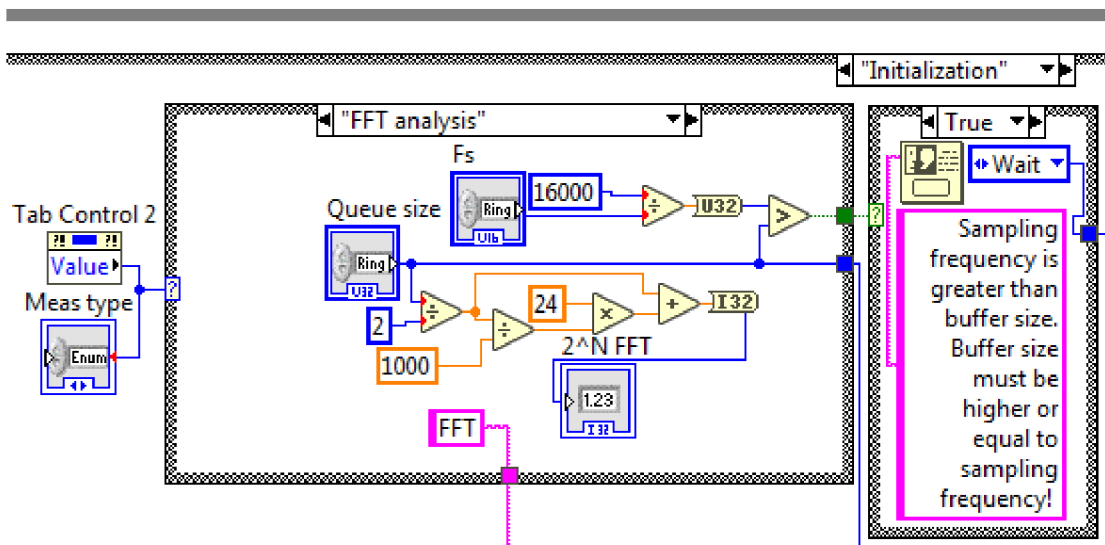 "Initialization"
"FFT analysis"
True
Fs
Wait
16000
U32
Ring
U16
Queue size
Ring
U32
Tab Control 2
?! ?!
Value
?
?
Meas type
Enum
÷
>
÷
2
÷
24
x
+
I32
1000
2^N FFT
1.23
I32
FFT
Sampling
frequency is
greater than
buffer size.
Buffer size
must be
higher or
equal to
sampling
frequency!